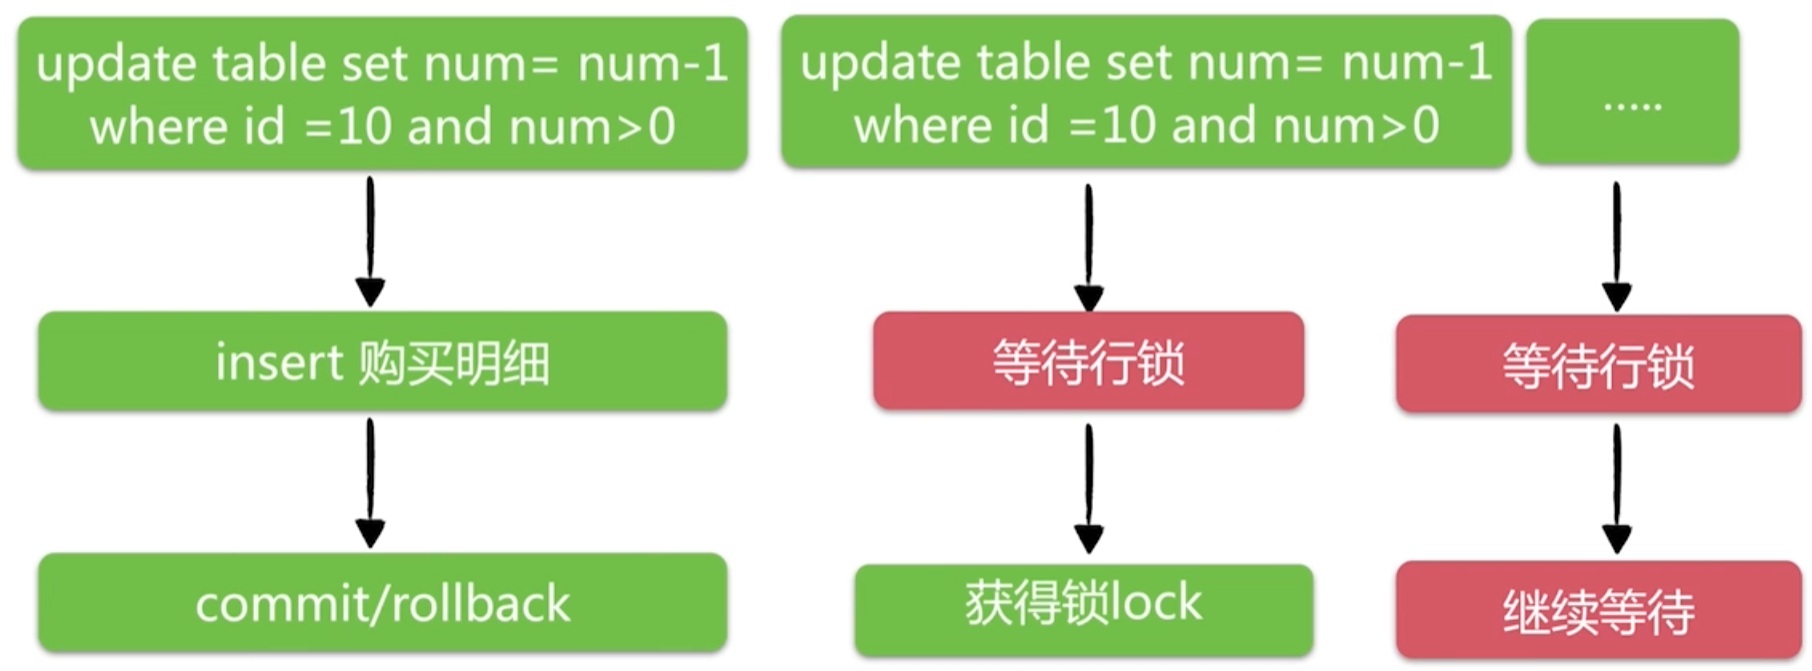 update table set num= num-1
where id =10 and num>0
update table set num= num-1
where id =10 and num>0
.....
insert 购买明细
等待行锁
等待行锁
commit/rollback
获得锁lock
继续等待